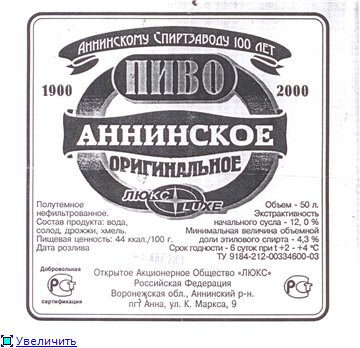 АННИНСКОМУ СПИРТЗАВОДУ 100 ЛЕТ
1900 ПИВО 2000
АННИНСКОЕ
ОРИГИНАЛЬНОЕ
ЛЮКС LUXE
Полутемное
нефильтрованное.
Состав продукта: вода,
солод, дрожжи, хмель.
Пищевая ценность: 44 ккал./100 г.
Дата розлива
Объем - 50 л.
Экстрактивность
начального сусла - 12, 0 %
Минимальная величина объемной
доли этилового спирта - 4,3 %
Срок годности - 6 суток при t +2 - +4 °С
ТУ 9184-212-00334600-03
Добровольная
РСТ
сертификация
Открытое Акционерное Общество «ЛЮКС»
Российская Федерация
Воронежская обл., Аннинский р-н.
пгт Анна, ул. К. Маркса, 9
РСТ
Увеличить